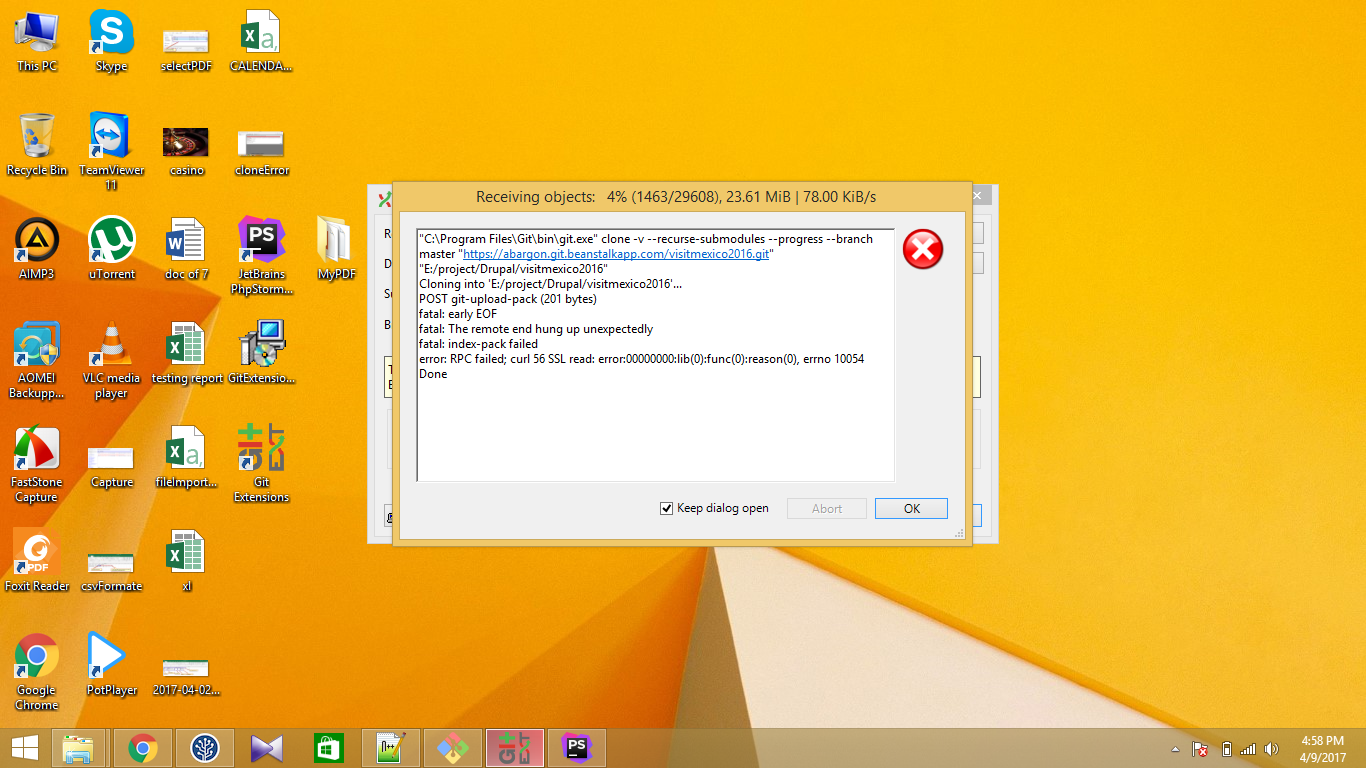 This PC
Skype
selectPDF
CALENDA...
Recycle Bin
TeamViewer
11
casino
cloneError
AIMP3
uTorrent
doc of 7
JetBrains
PhpStorm...
MyPDF
AOMEI
Backupp...
VLC media
player
testing report
GitExtensio...
FastStone
Capture
Capture
fileImport...
Git
Extensions
Foxit Reader
csvFormate
xl
Google
Chrome
PotPlayer
2017-04-02...
Receiving objects: 4% (1463/29608), 23.61 MiB | 78.00 KiB/s
"C:\Program Files\Git\bin\git.exe" clone -v --recurse-submodules --progress --branch
master "https://abargon.git.beanstalkapp.com/visitmexico2016.git"
"E:/project/Drupal/visitmexico2016"
Cloning into 'E:/project/Drupal/visitmexico2016'...
POST git-upload-pack (201 bytes)
fatal: early EOF
fatal: The remote end hung up unexpectedly
fatal: index-pack failed
error: RPC failed; curl 56 SSL read: error:00000000:lib(0):func(0):reason(0), errno 10054
Done
Keep dialog open
Abort
OK
4:58 PM
4/9/2017